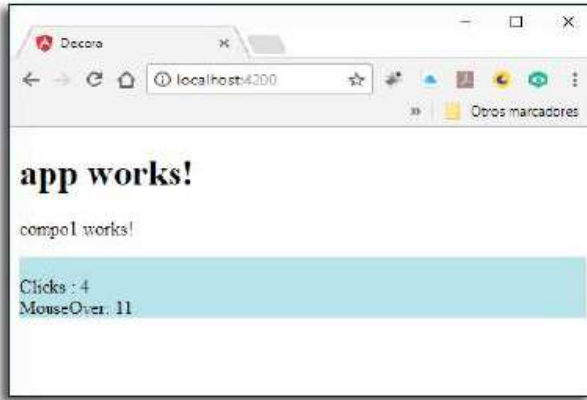 Decora
localhost:4200
Otros marcadores
app works!
compo1 works!
Clicks : 4
MouseOver: 11